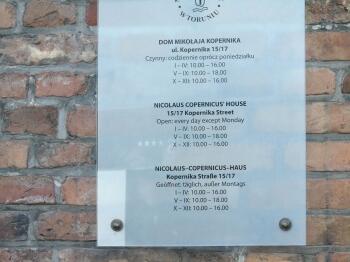 W TORUNIU
DOM MIKOŁAJA KOPERNIKA
ul. Kopernika 15/17
Czynny: codziennie oprócz poniedziałku
I – IV: 10.00 – 16.00
V – IX: 10.00 – 18.00
X – XII: 10.00 – 16.00
NICOLAUS COPERNICUS' HOUSE
15/17 Kopernika Street
Open: every day except Monday
I – IV: 10.00 – 16.00
V – IX: 10.00 – 18.00
X – XII: 10.00 – 16.00
NICOLAUS–COPERNICUS–HAUS
Kopernika Straße 15/17
Geöffnet: täglich, außer Montags
I – IV: 10.00 – 16.00
V – IX: 10.00 – 18.00
X – XII: 10.00 – 16.00